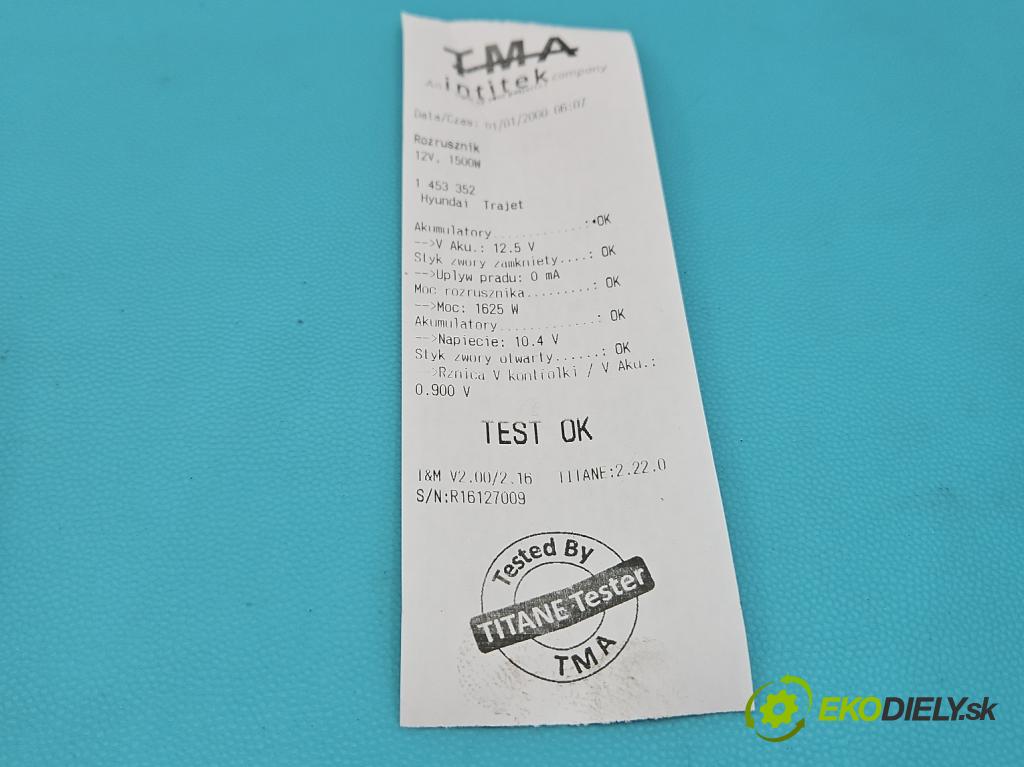 TMA
intitek
company
Data/Czas: 01/01/2000 06:07
Rozrusznik
12V. 1500W
1 453 352
Hyundai Trajet
Akumulatory............:•OK
-->V Aku.: 12.5 V
Styk zwory zamkniety....: OK
-->Uplyw pradu: 0 mA
Moc rozrusznika.........: OK
-->Moc: 1625 W
Akumulatory.............: OK
-->Napiecie: 10.4 V
Styk zwory otwarty......: OK
-->Rznica V kontrolki / V Aku.:
0.900 V
TEST OK
I&M V2.00/2.16 TITANE:2.22.0
S/N:R16127009
Tested By
TITANE Tester
TMA
EKODIELY.sk